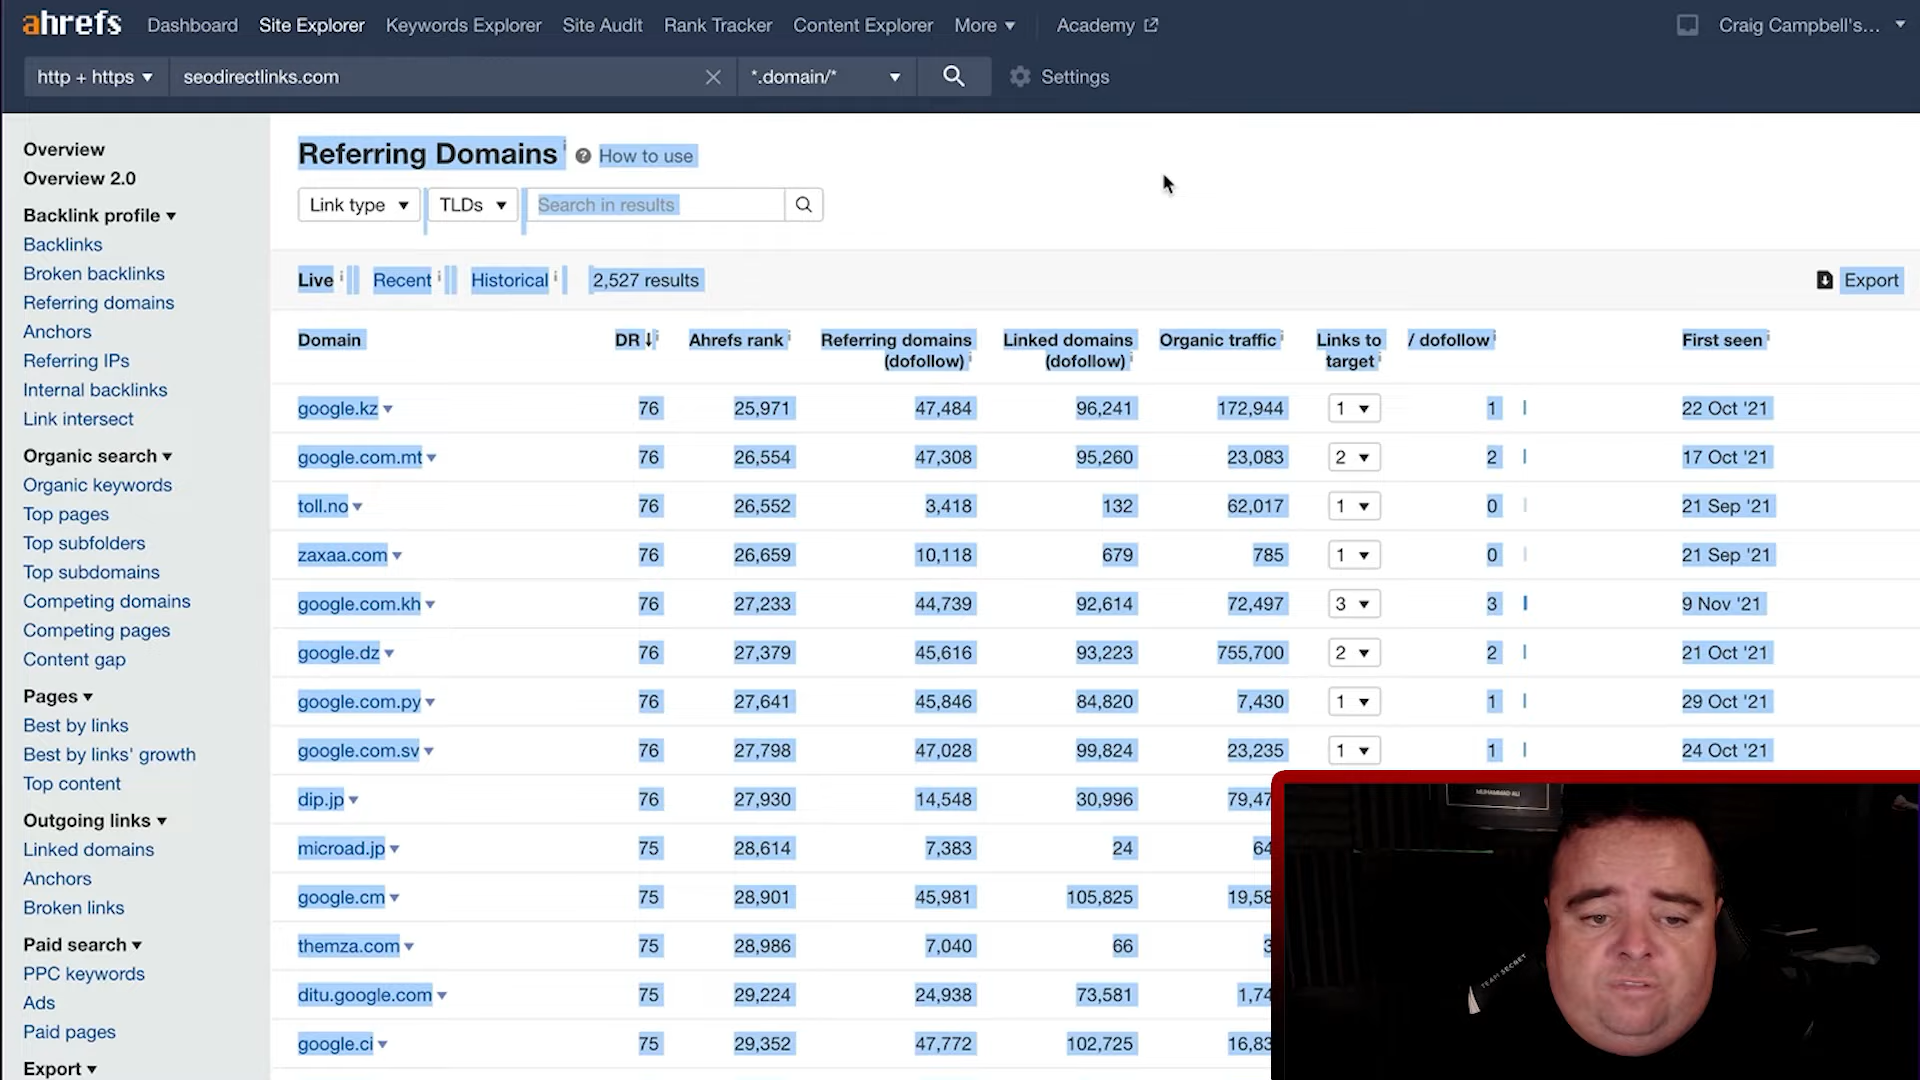 ahrefs Dashboard Site Explorer Keywords Explorer Site Audit Rank Tracker Content Explorer More Academy Craig Campbell's...
http + https seodirectlinks.com *.domain/* Settings
Overview
Overview 2.0
Backlink profile
Backlinks
Broken backlinks
Referring domains
Anchors
Referring IPs
Internal backlinks
Link intersect
Organic search
Organic keywords
Top pages
Top subfolders
Top subdomains
Competing domains
Competing pages
Content gap
Pages
Best by links
Best by links' growth
Top content
Outgoing links
Linked domains
Anchors
Broken links
Paid search
PPC keywords
Ads
Paid pages
Export
Referring Domains How to use
Link type TLDs Search in results
Live Recent Historical 2,527 results Export
Domain DR Ahrefs rank Referring domains (dofollow) Linked domains (dofollow) Organic traffic Links to target / dofollow First seen
google.kz 76 25,971 47,484 96,241 172,944 1 1 22 Oct '21
google.com.mt 76 26,554 47,308 95,260 23,083 2 2 17 Oct '21
toll.no 76 26,552 3,418 132 62,017 1 0 21 Sep '21
zaxaa.com 76 26,659 10,118 679 785 1 0 21 Sep '21
google.com.kh 76 27,233 44,739 92,614 72,497 3 3 9 Nov '21
google.dz 76 27,379 45,616 93,223 755,700 2 2 21 Oct '21
google.com.py 76 27,641 45,846 84,820 7,430 1 1 29 Oct '21
google.com.sv 76 27,798 47,028 99,824 23,235 1 1 24 Oct '21
dip.jp 76 27,930 14,548 30,996 79,47
microad.jp 75 28,614 7,383 24 64
google.cm 75 28,901 45,981 105,825 19,58
themza.com 75 28,986 7,040 66 3
ditu.google.com 75 29,224 24,938 73,581 1,74
google.ci 75 29,352 47,772 102,725 16,83
MUHAMMAD ALI
TEAM SECRET